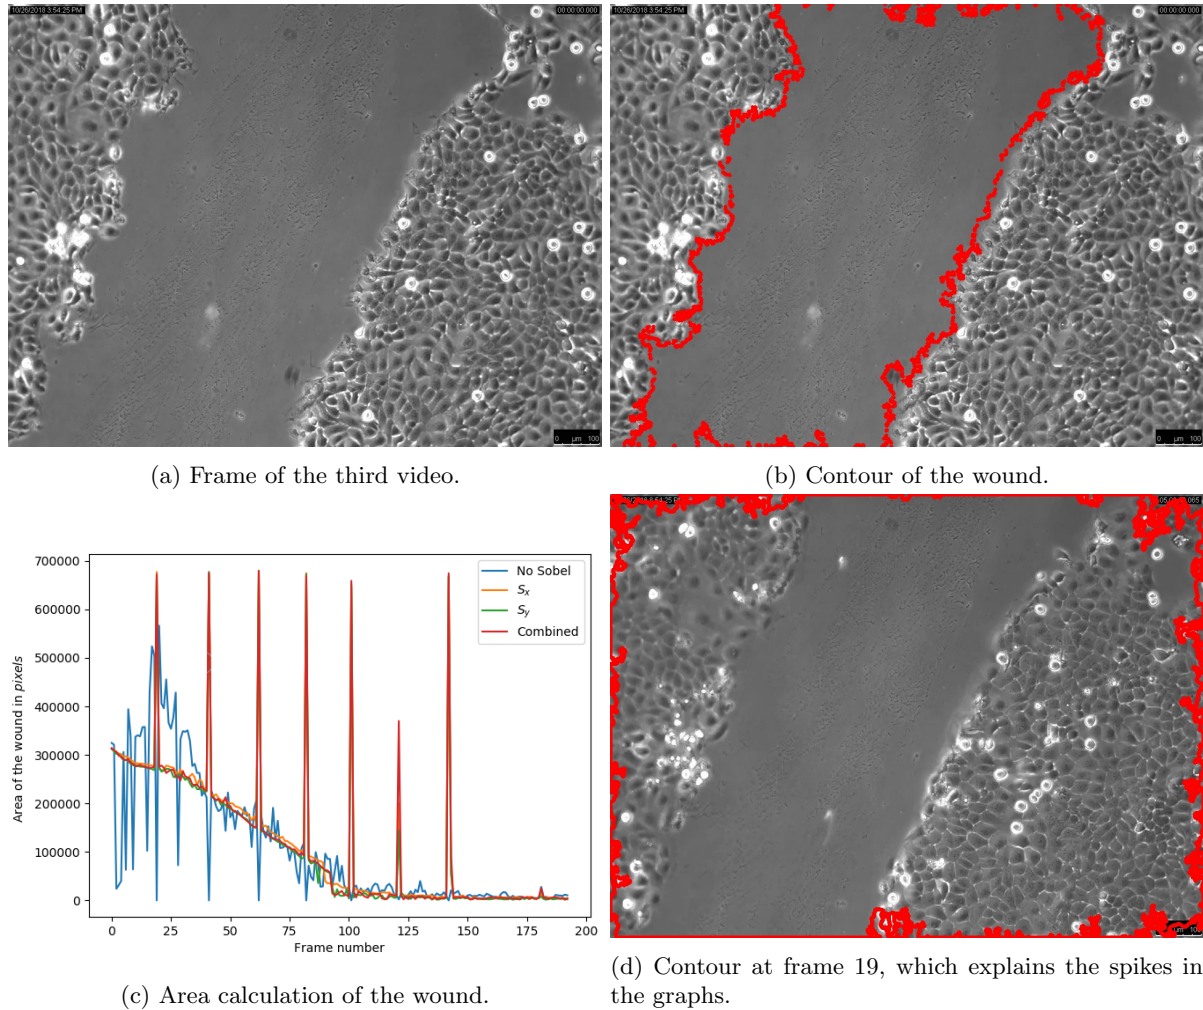 10/26/2018 3:54:25 PM
00:00:00.000
10/26/2018 3:54:25 PM
00:00:00.000
0 µm 100
0 µm 100
(a) Frame of the third video.
(b) Contour of the wound.
700000
600000
500000
400000
300000
200000
100000
0
Area of the wound in pixels
No Sobel
Sx
Sy
Combined
0 25 50 75 100 125 150 175 200
Frame number
(c) Area calculation of the wound.
(d) Contour at frame 19, which explains the spikes in
the graphs.